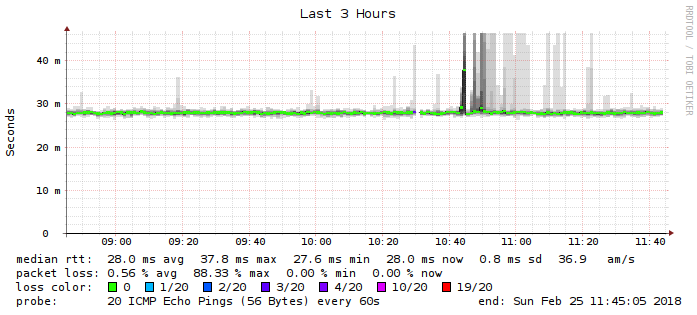 Last 3 Hours
RRDTOOL / TOBI OETIKER
Seconds
40 m
30 m
20 m
10 m
0
09:00 09:20 09:40 10:00 10:20 10:40 11:00 11:20 11:40
median rtt: 28.0 ms avg 37.8 ms max 27.6 ms min 28.0 ms now 0.8 ms sd 36.9 am/s
packet loss: 0.56 % avg 88.33 % max 0.00 % min 0.00 % now
loss color: 0 1/20 2/20 3/20 4/20 10/20 19/20
probe: 20 ICMP Echo Pings (56 Bytes) every 60s end: Sun Feb 25 11:45:05 2018